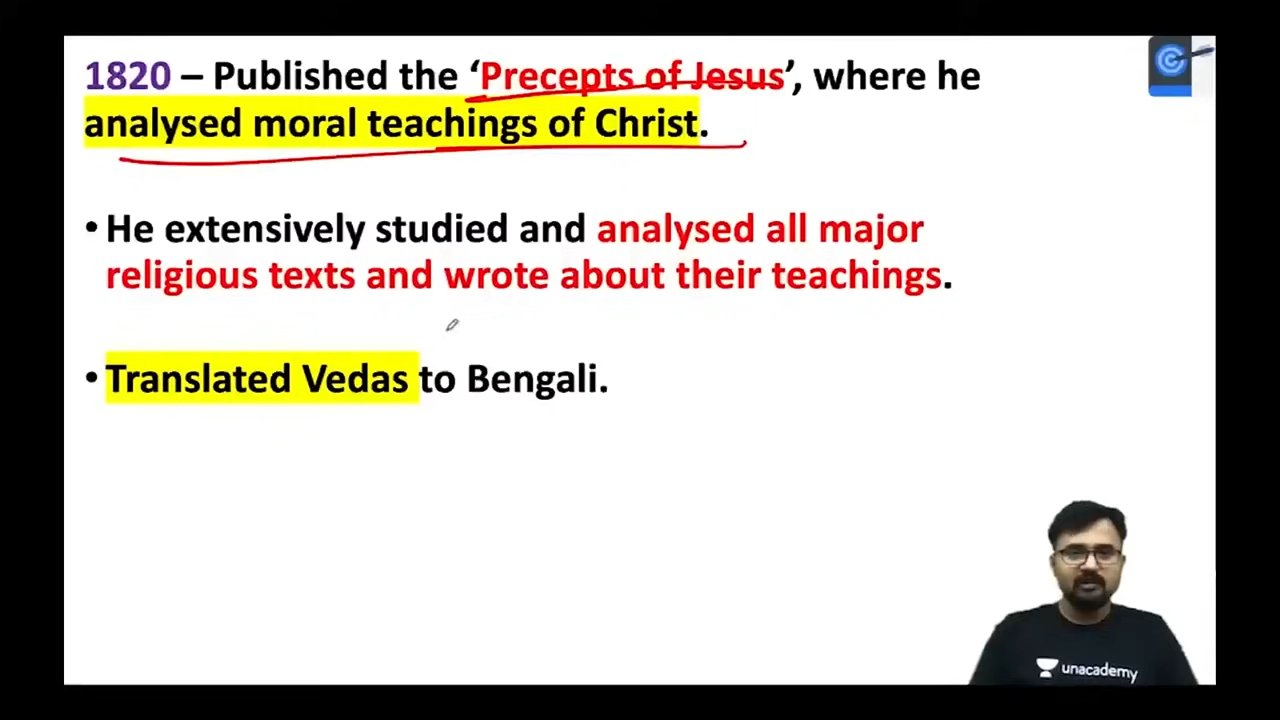 1820 – Published the ‘Precepts of Jesus’, where he
analysed moral teachings of Christ.
• He extensively studied and analysed all major
religious texts and wrote about their teachings.
• Translated Vedas to Bengali.
unacademy